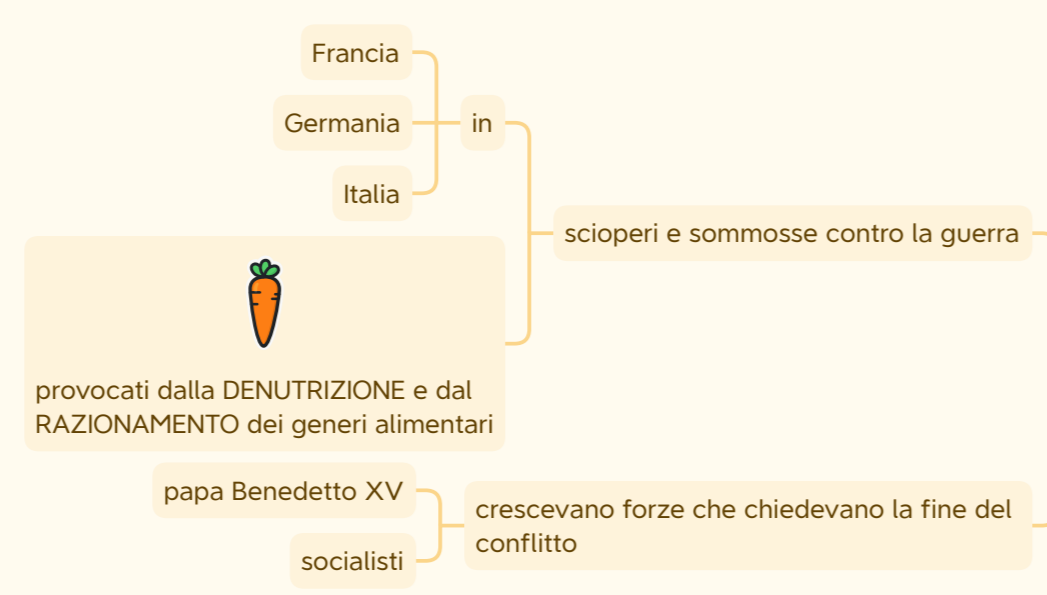 Francia
Germania
in
Italia
scioperi e sommosse contro la guerra
provocati dalla DENUTRIZIONE e dal
RAZIONAMENTO dei generi alimentari
papa Benedetto XV
crescevano forze che chiedevano la fine del
conflitto
socialisti